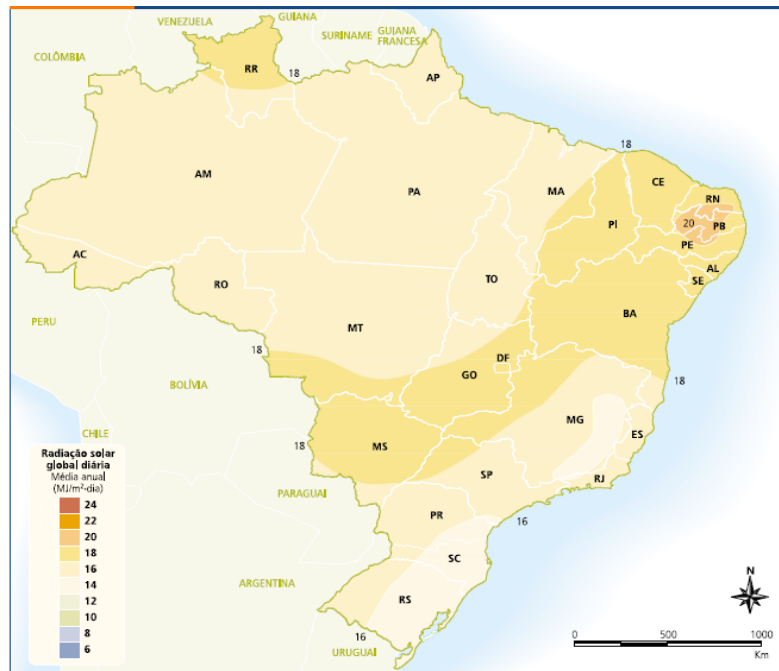 VENEZUELA
GUIANA
SURINAME
GUJANA
FRANCESA
COLÔMBIA
RR
18
AP
AM
PA
MA
18
CE
RN
PI
20
PB
PE
AC
AL
TO
SE
RO
BA
PERU
MT
18
DF
BOLÍVIA
GO
18
MG
CHILE
ES
18
MS
SP
RJ
PARAGUAI
PR
16
SC
ARGENTINA
RS
16
URUGUAI
Radiação solar
global diária
Média anual
(MJ/m²-dia)
24
22
20
18
16
14
12
10
8
6
N
0 500 1000
Km